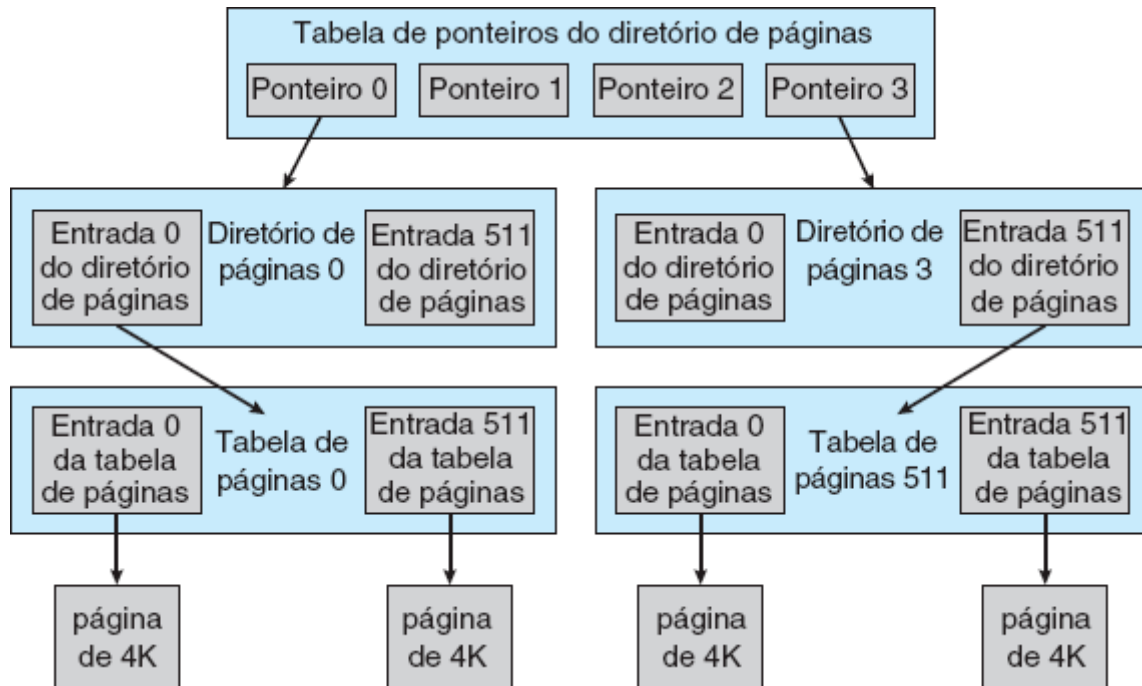 Tabela de ponteiros do diretório de páginas
Ponteiro 0
Ponteiro 1
Ponteiro 2
Ponteiro 3
Entrada 0
do diretório
de páginas
Diretório de
páginas 0
Entrada 511
do diretório
de páginas
Entrada 0
do diretório
de páginas
Diretório de
páginas 3
Entrada 511
do diretório
de páginas
Entrada 0
da tabela
de páginas
Tabela de
páginas 0
Entrada 511
da tabela
de páginas
Entrada 0
da tabela
de páginas
Tabela de
páginas 511
Entrada 511
da tabela
de páginas
página
de 4K
página
de 4K
página
de 4K
página
de 4K